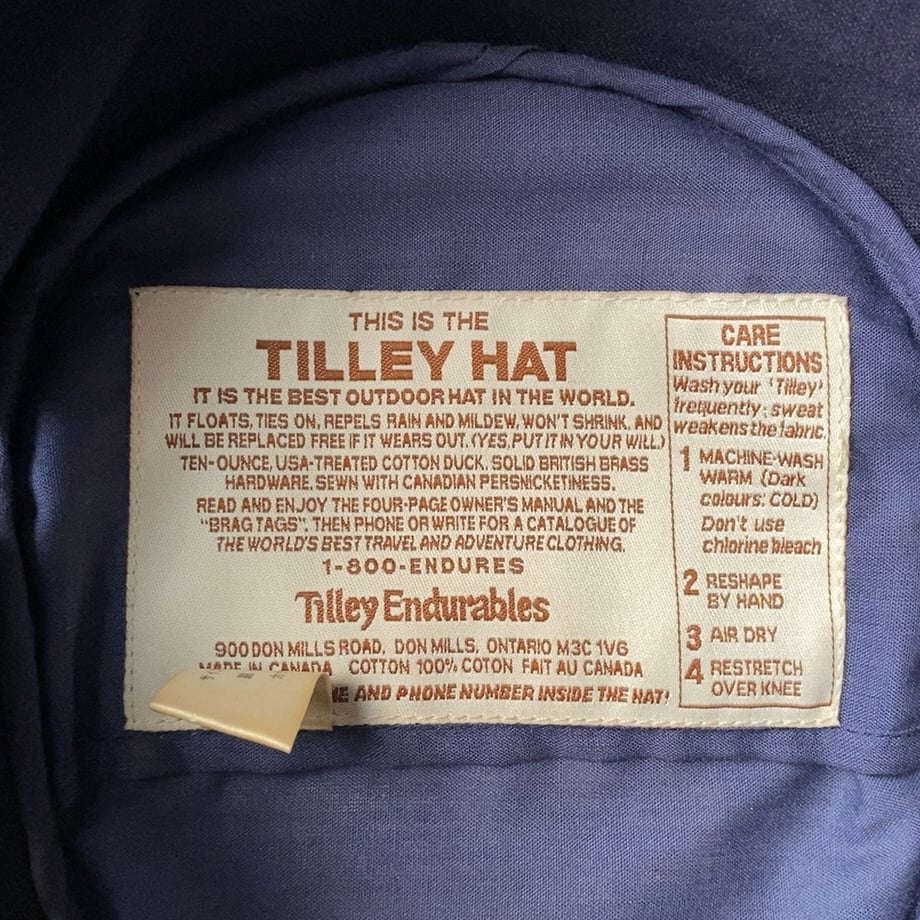 THIS IS THE
TILLEY HAT
IT IS THE BEST OUTDOOR HAT IN THE WORLD.
IT FLOATS, TIES ON, REPELS RAIN AND MILDEW, WON'T SHRINK, AND
WILL BE REPLACED FREE IF IT WEARS OUT. (YES, PUT IT IN YOUR WILL.)
TEN-OUNCE, USA-TREATED COTTON DUCK. SOLID BRITISH BRASS
HARDWARE. SEWN WITH CANADIAN PERSNICKETINESS.
READ AND ENJOY THE FOUR-PAGE OWNER'S MANUAL AND THE
"BRAG TAGS". THEN PHONE OR WRITE FOR A CATALOGUE OF
THE WORLD'S BEST TRAVEL AND ADVENTURE CLOTHING.
1-800-ENDURES
Tilley Endurables
900 DON MILLS ROAD, DON MILLS, ONTARIO M3C 1V6
MADE IN CANADA COTTON 100% COTON FAIT AU CANADA
AND PHONE NUMBER INSIDE THE HAT!
CARE
INSTRUCTIONS
Wash your 'Tilley'
frequently; sweat
weakens the fabric.
1 MACHINE-WASH
WARM (Dark
colours: COLD)
Don't use
chlorine bleach
2 RESHAPE
BY HAND
3 AIR DRY
4 RESTRETCH
OVER KNEE